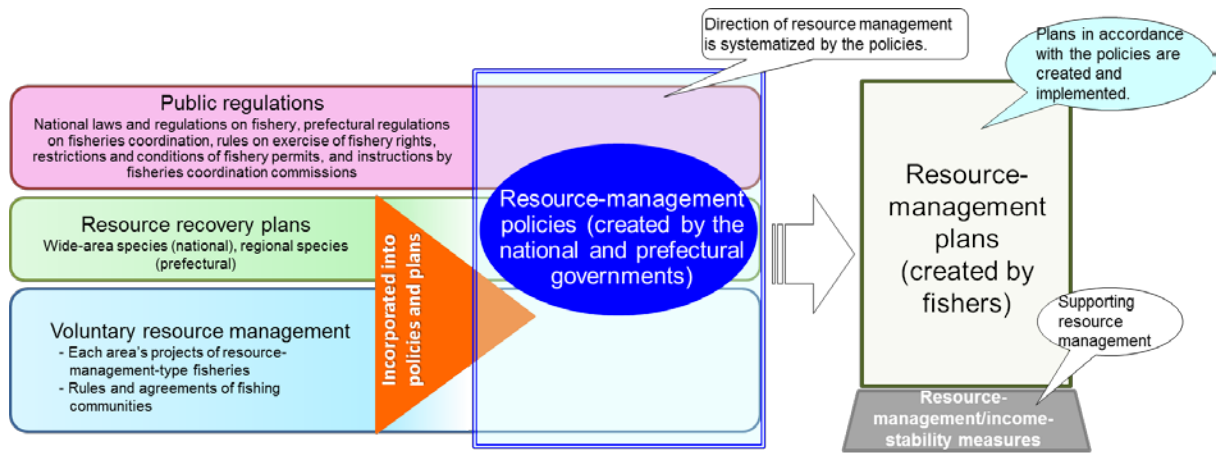 Direction of resource management
is systematized by the policies.
Plans in accordance
with the policies are
created and
implemented.
Public regulations
National laws and regulations on fishery, prefectural regulations
on fisheries coordination, rules on exercise of fishery rights,
restrictions and conditions of fishery permits, and instructions by
fisheries coordination commissions
Resource recovery plans
Wide-area species (national), regional species
(prefectural)
Voluntary resource management
- Each area's projects of resource-
management-type fisheries
- Rules and agreements of fishing
communities
Incorporated into
policies and plans
Resource-management
policies (created by the
national and prefectural
governments)
Resource-
management
plans
(created by
fishers)
Supporting
resource
management
Resource-
management/income-
stability measures